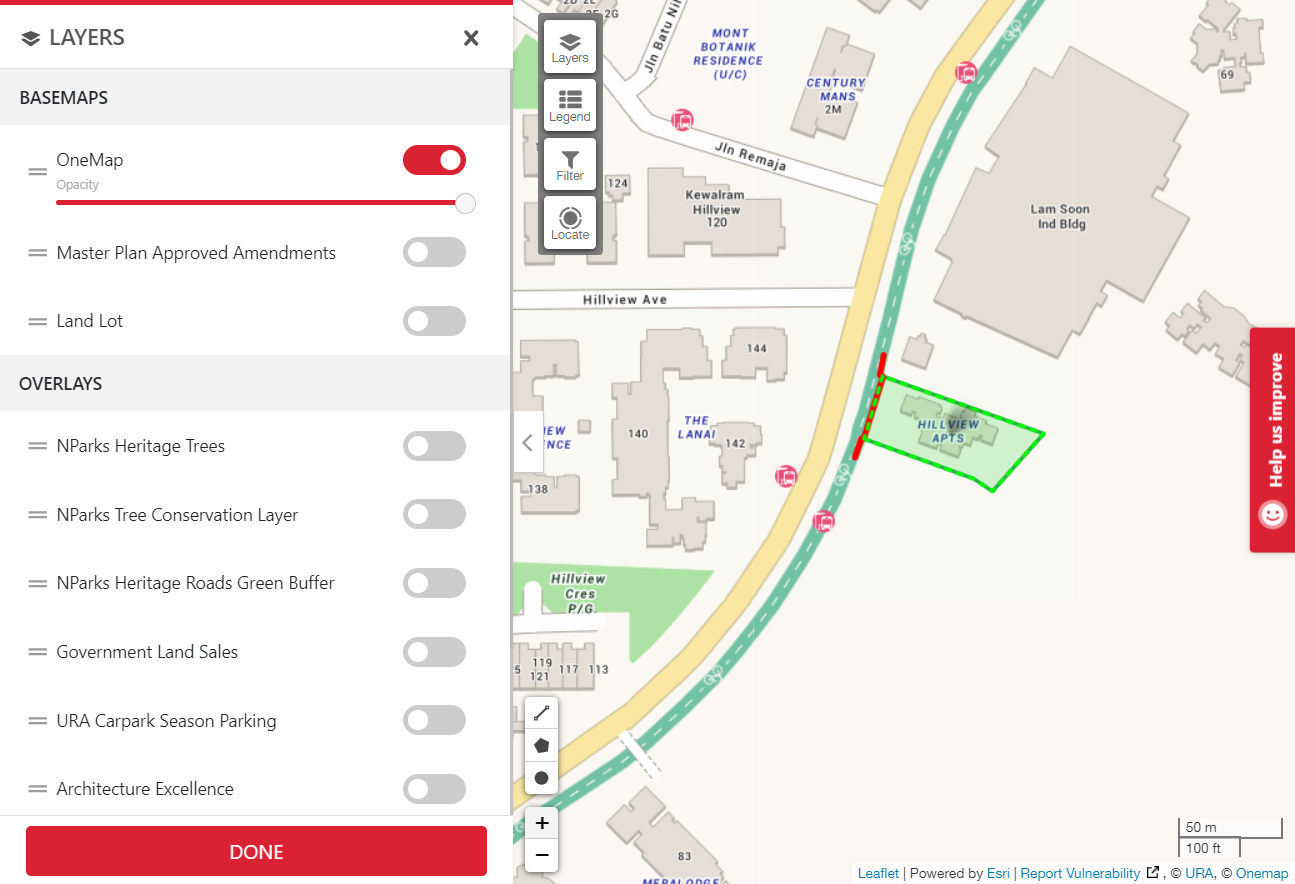 LAYERS
BASEMAPS
OneMap
Opacity
Master Plan Approved Amendments
Land Lot
OVERLAYS
NParks Heritage Trees
NParks Tree Conservation Layer
NParks Heritage Roads Green Buffer
Government Land Sales
URA Carpark Season Parking
Architecture Excellence
DONE
Layers
Legend
Filter
Locate
2G
Jln Batu Nil
MONT
BOTANIK
RESIDENCE
(U/C)
CENTURY
MANS
2M
69
Jln Remaja
124
Kewalram
Hillview
120
Lam Soon
Ind Bldg
Hillview Ave
144
THE
LANAI
140
142
138
HILLVIEW
APTS
Help us improve
Hillview
Cres
P/G
119
117
113
121
83
+
−
50 m
100 ft
Leaflet | Powered by Esri | Report Vulnerability , © URA, © Onemap